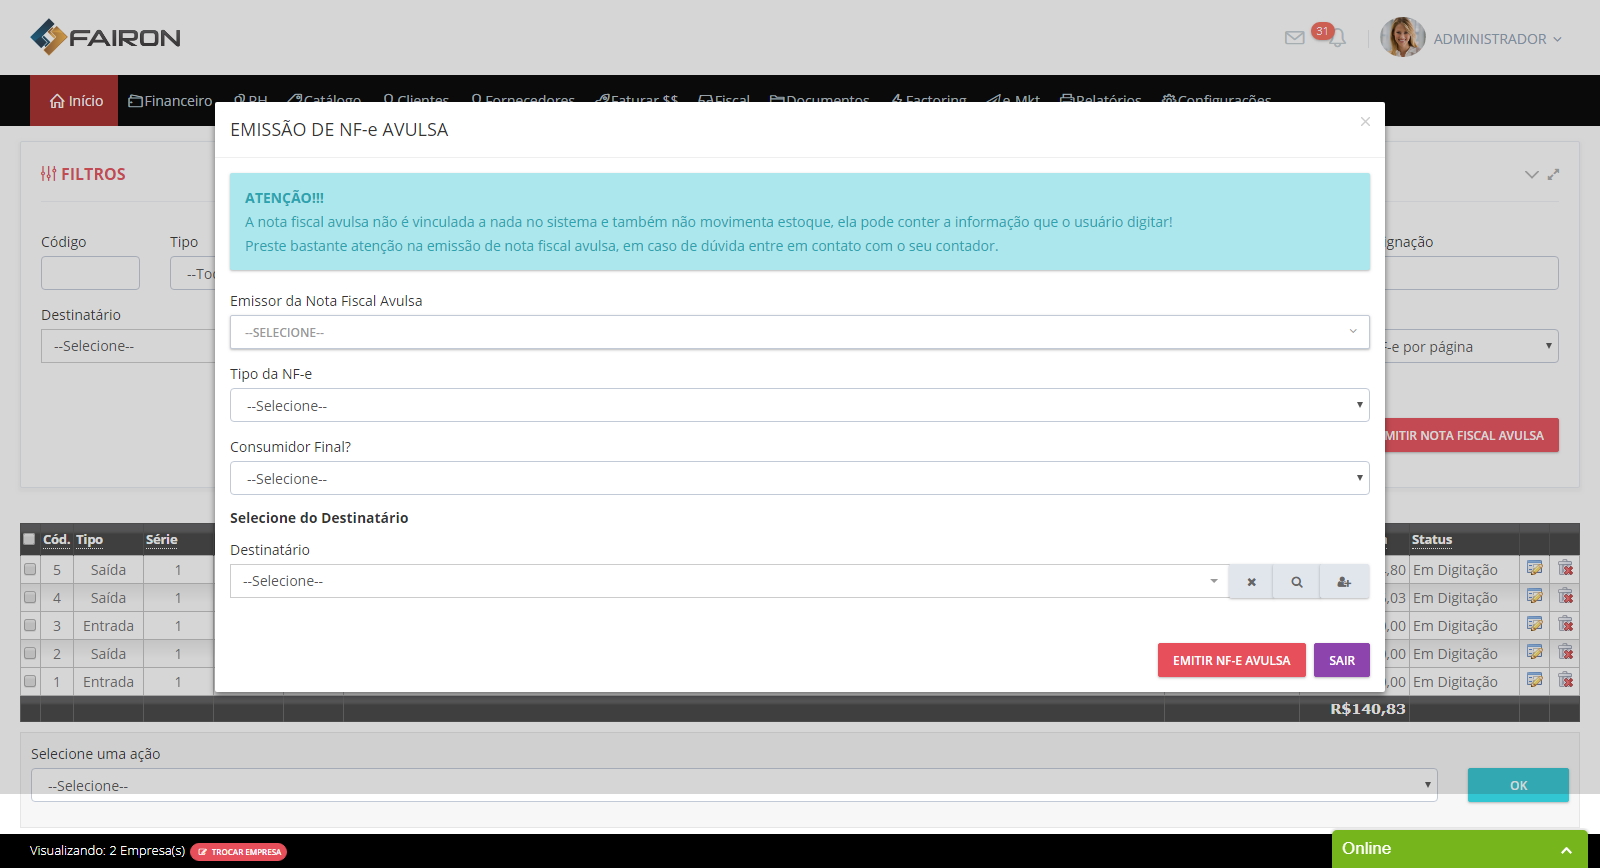 FAIRON
31
ADMINISTRADOR
Início Financeiro RH Catálogo Clientes Fornecedores Faturar $$ Fiscal Documentos Factoring e-Mkt Relatórios Configurações
EMISSÃO DE NF-e AVULSA
×
FILTROS
ATENÇÃO!!!
A nota fiscal avulsa não é vinculada a nada no sistema e também não movimenta estoque, ela pode conter a informação que o usuário digitar!
Preste bastante atenção na emissão de nota fiscal avulsa, em caso de dúvida entre em contato com o seu contador.
Código Tipo
Emissor da Nota Fiscal Avulsa
--SELECIONE--
Destinatário
--Selecione--
-e por página
Tipo da NF-e
--Selecione--
MITIR NOTA FISCAL AVULSA
Consumidor Final?
--Selecione--
Selecione do Destinatário
Destinatário
--Selecione--
EMITIR NF-E AVULSA SAIR
Cód. Tipo Série Status
5 Saída 1 ,80 Em Digitação
4 Saída 1 ,03 Em Digitação
3 Entrada 1 ,00 Em Digitação
2 Saída 1 ,00 Em Digitação
1 Entrada 1 ,00 Em Digitação
R$140,83
Selecione uma ação
--Selecione--
OK
Visualizando: 2 Empresa(s) TROCAR EMPRESA
Online